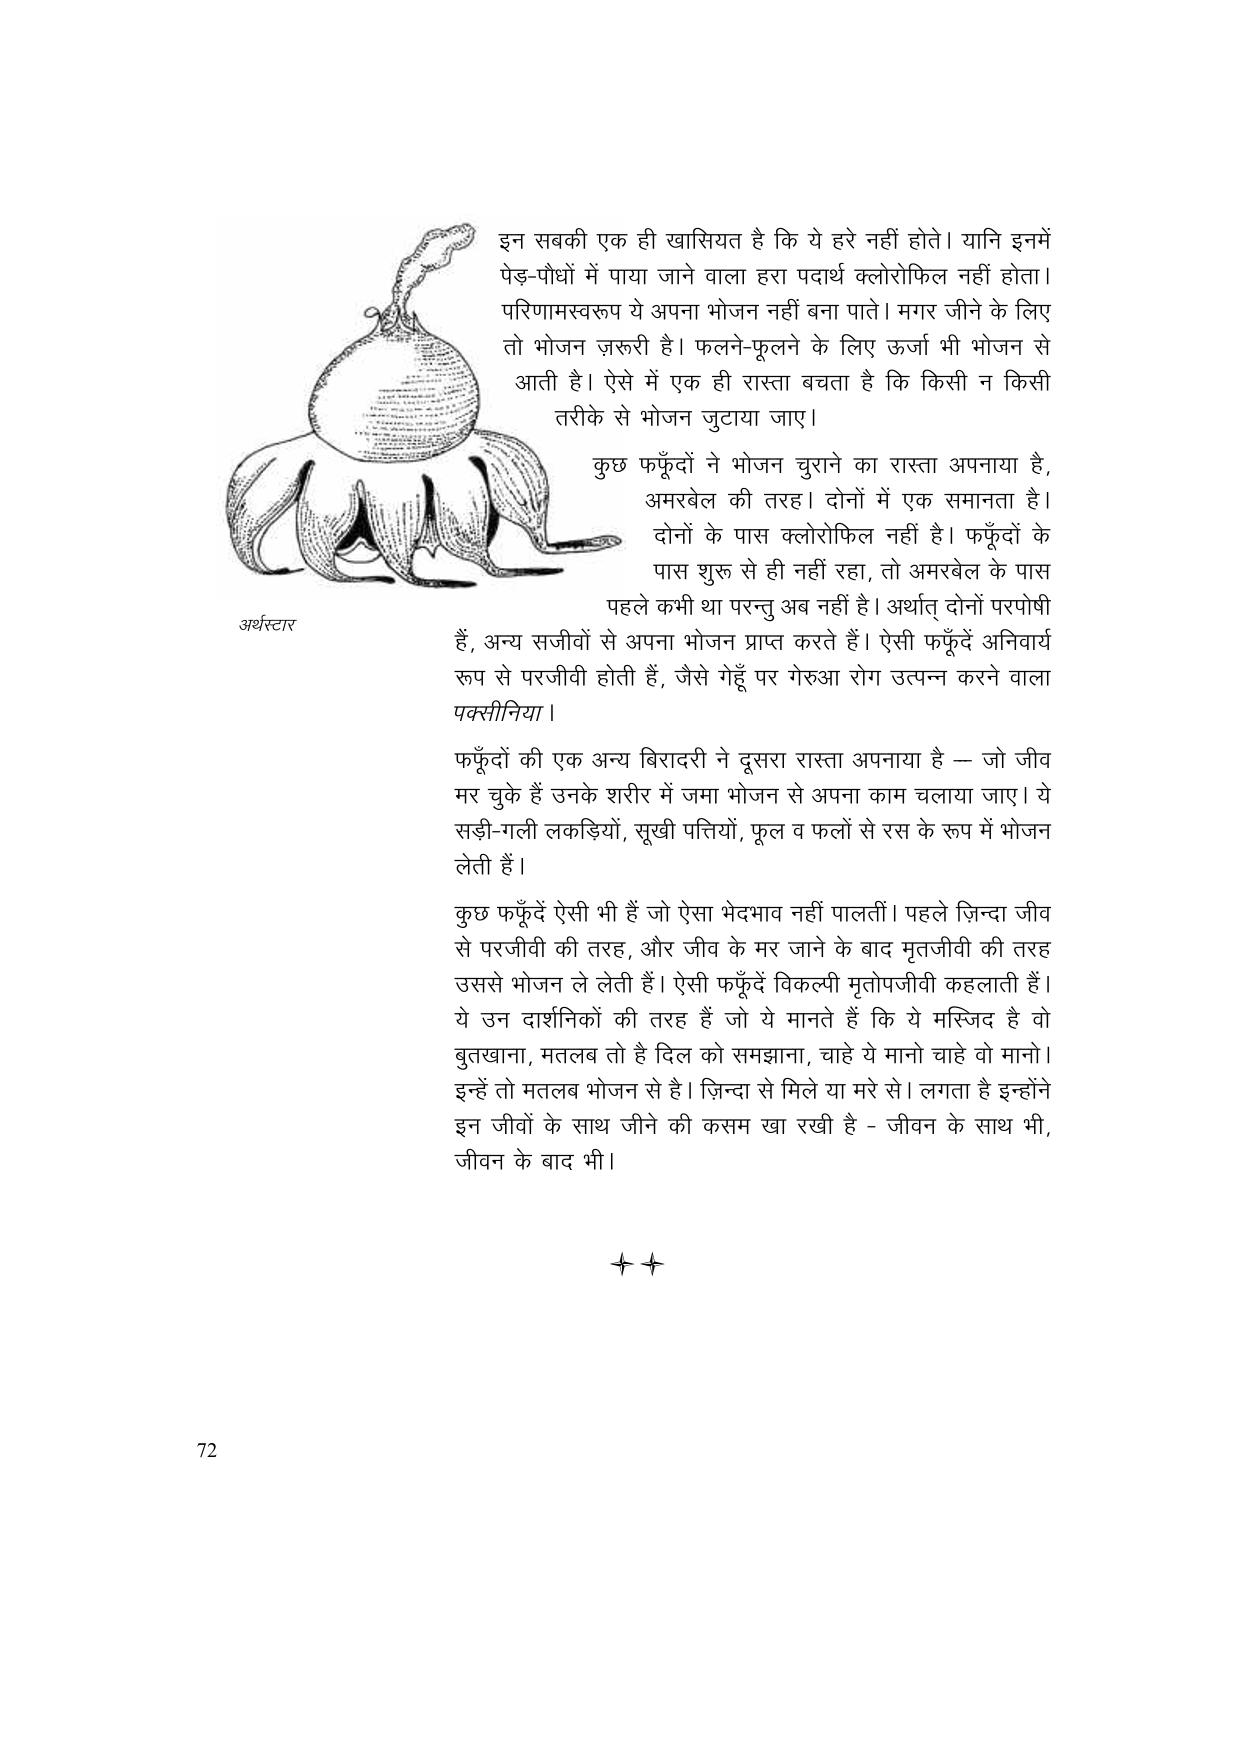 इन सबकी एक ही खासियत है कि ये हरे नहीं होते। यानि इनमें
पेड़-पौधों में पाया जाने वाला हरा पदार्थ क्लोरोफिल नहीं होता।
परिणामस्वरूप ये अपना भोजन नहीं बना पाते। मगर जीने के लिए
तो भोजन ज़रूरी है। फलने-फूलने के लिए ऊर्जा भी भोजन से
आती है। ऐसे में एक ही रास्ता बचता है कि किसी न किसी
तरीके से भोजन जुटाया जाए।
कुछ फफूँदों ने भोजन चुराने का रास्ता अपनाया है,
अमरबेल की तरह। दोनों में एक समानता है।
दोनों के पास क्लोरोफिल नहीं है। फफूँदों के
पास शुरू से ही नहीं रहा, तो अमरबेल के पास
पहले कभी था परन्तु अब नहीं है। अर्थात् दोनों परपोषी
अर्थस्टार
हैं, अन्य सजीवों से अपना भोजन प्राप्त करते हैं। ऐसी फफूँदें अनिवार्य
रूप से परजीवी होती हैं, जैसे गेहूँ पर गेरुआ रोग उत्पन्न करने वाला
पक्सीनिया।
फफूँदों की एक अन्य बिरादरी ने दूसरा रास्ता अपनाया है — जो जीव
मर चुके हैं उनके शरीर में जमा भोजन से अपना काम चलाया जाए। ये
सड़ी-गली लकड़ियों, सूखी पत्तियों, फूल व फलों से रस के रूप में भोजन
लेती हैं।
कुछ फफूँदें ऐसी भी हैं जो ऐसा भेदभाव नहीं पालतीं। पहले ज़िन्दा जीव
से परजीवी की तरह, और जीव के मर जाने के बाद मृतजीवी की तरह
उससे भोजन ले लेती हैं। ऐसी फफूँदें विकल्पी मृतोपजीवी कहलाती हैं।
ये उन दार्शनिकों की तरह हैं जो ये मानते हैं कि ये मस्जिद है वो
बुतखाना, मतलब तो है दिल को समझाना, चाहे ये मानो चाहे वो मानो।
इन्हें तो मतलब भोजन से है। ज़िन्दा से मिले या मरे से। लगता है इन्होंने
इन जीवों के साथ जीने की कसम खा रखी है - जीवन के साथ भी,
जीवन के बाद भी।
72